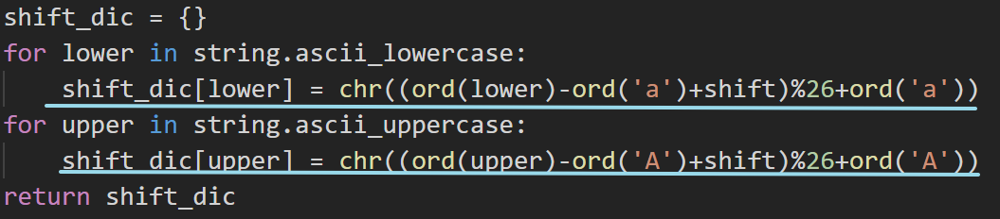 shift_dic = {}
for lower in string.ascii_lowercase:
    shift_dic[lower] = chr((ord(lower)-ord('a')+shift)%26+ord('a'))
for upper in string.ascii_uppercase:
    shift_dic[upper] = chr((ord(upper)-ord('A')+shift)%26+ord('A'))
return shift_dic